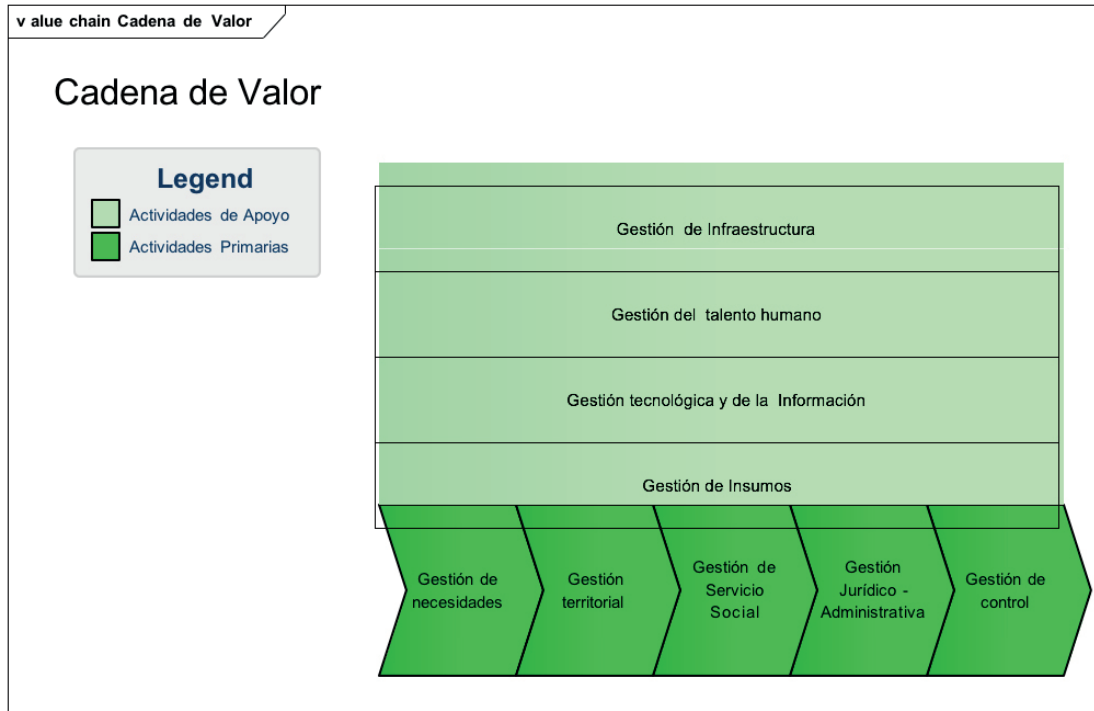 v alue chain Cadena de Valor
Cadena de Valor
Legend
Actividades de Apoyo
Actividades Primarias
Gestión de Infraestructura
Gestión del talento humano
Gestión tecnológica y de la Información
Gestión de Insumos
Gestión de
necesidades
Gestión
territorial
Gestión de
Servicio
Social
Gestión
Jurídico -
Administrativa
Gestión de
control